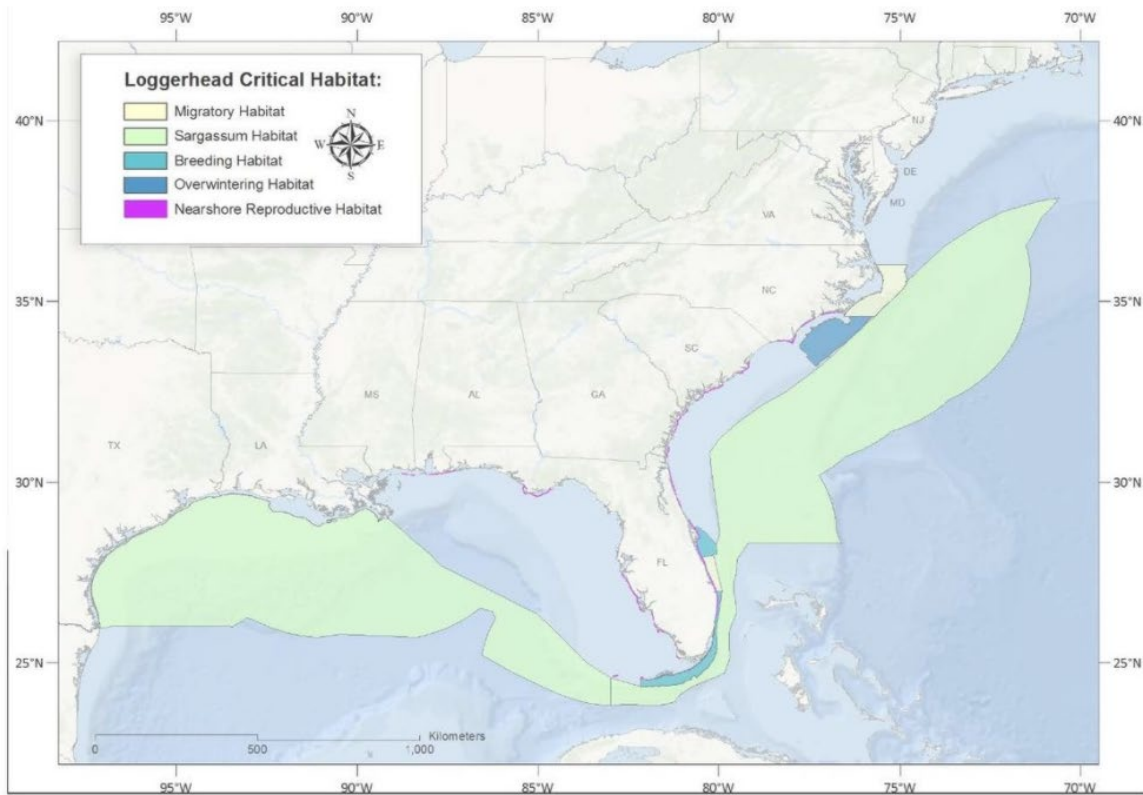 95°W 90°W 85°W 80°W 75°W 70°W
Loggerhead Critical Habitat:
Migratory Habitat
Sargassum Habitat
Breeding Habitat
Overwintering Habitat
Nearshore Reproductive Habitat
N
W E
S
40°N 40°N
NJ
DE
MD
VA
35°N 35°N
NC
SC
MS AL GA
TX LA
30°N 30°N
FL
25°N 25°N
Kilometers
0 500 1,000
95°W 90°W 85°W 80°W 75°W 70°W